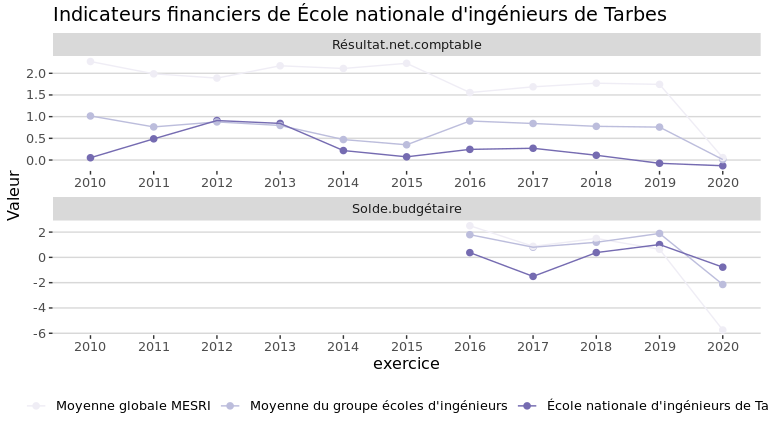 Indicateurs financiers de École nationale d'ingénieurs de Tarbes
Résultat.net.comptable
2.0
1.5
1.0
0.5
0.0
2010 2011 2012 2013 2014 2015 2016 2017 2018 2019 2020
Valeur
Solde.budgétaire
2
0
-2
-4
-6
2010 2011 2012 2013 2014 2015 2016 2017 2018 2019 2020
exercice
Moyenne globale MESRI Moyenne du groupe écoles d'ingénieurs École nationale d'ingénieurs de Ta